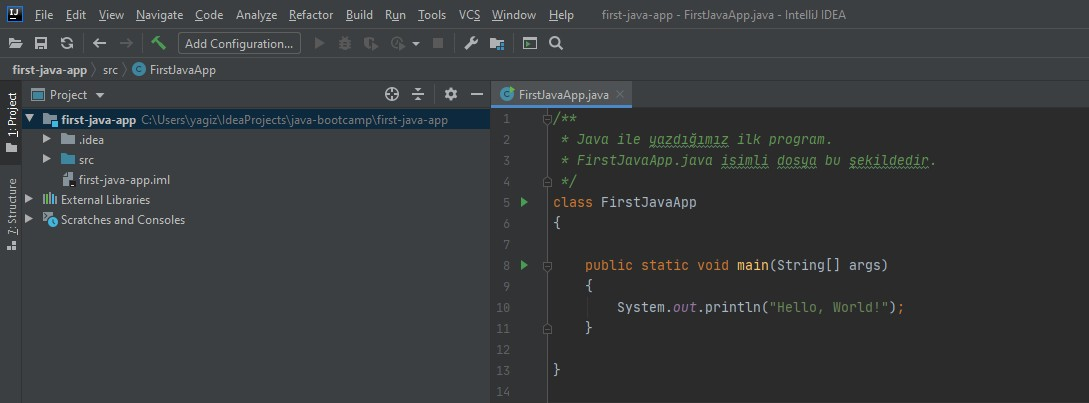 IJ File Edit View Navigate Code Analyze Refactor Build Run Tools VCS Window Help first-java-app - FirstJavaApp.java - IntelliJ IDEA
Add Configuration...
first-java-app src FirstJavaApp
1: Project
7: Structure
Project
first-java-app C:\Users\yagiz\IdeaProjects\java-bootcamp\first-java-app
.idea
src
first-java-app.iml
External Libraries
Scratches and Consoles
FirstJavaApp.java
1 /**
2 * Java ile yazdığımız ilk program.
3 * FirstJavaApp.java isimli dosya bu şekildedir.
4 */
5 class FirstJavaApp
6 {
7
8 public static void main(String[] args)
9 {
10 System.out.println("Hello, World!");
11 }
12
13 }
14